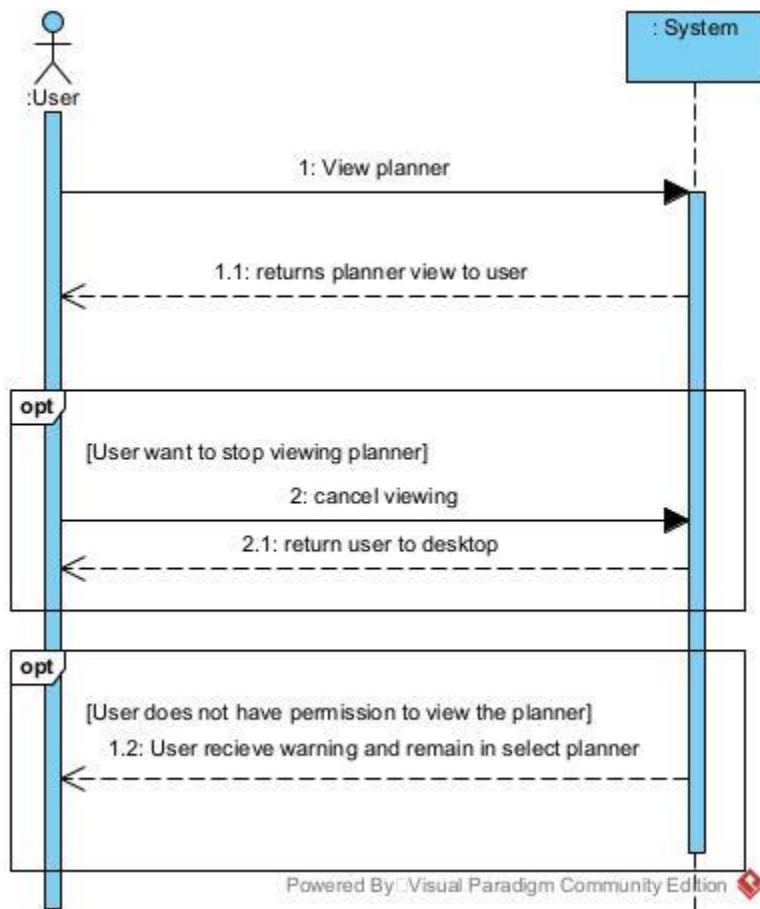 : System
:User
1: View planner
1.1: returns planner view to user
opt
[User want to stop viewing planner]
2: cancel viewing
2.1: return user to desktop
opt
[User does not have permission to view the planner]
1.2: User recieve warning and remain in select planner
Powered By Visual Paradigm Community Edition